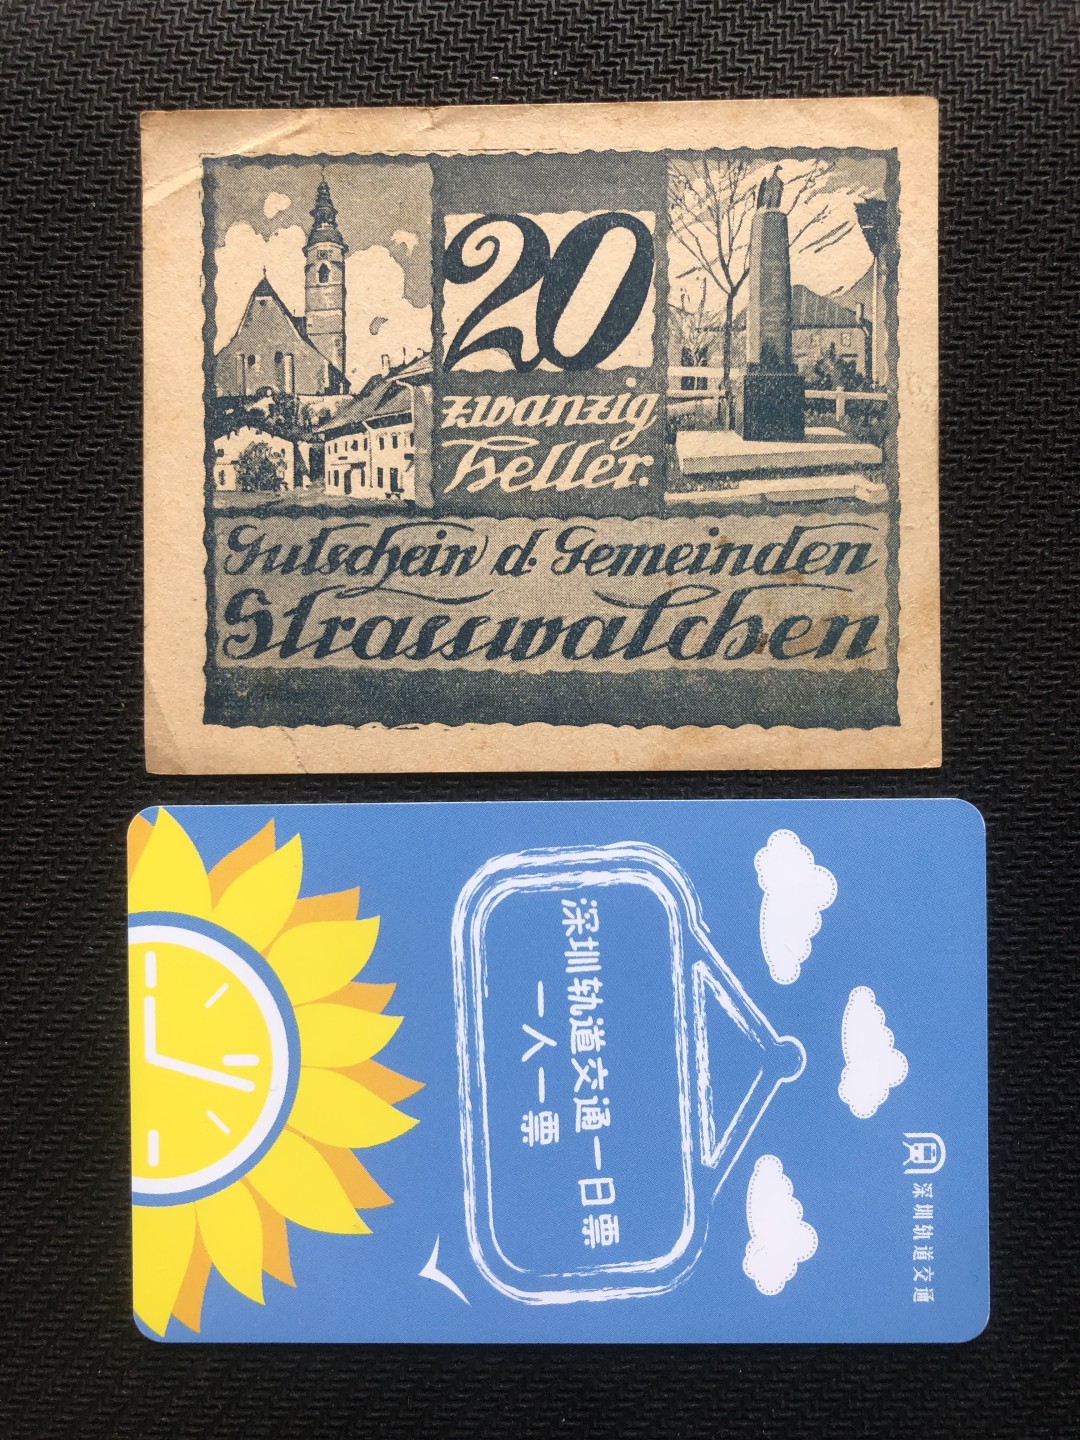 20
zwanzig
Heller.
Gutschein d. Gemeinden
Strasswalchen
深圳轨道交通一日票
一人一票
深圳轨道交通